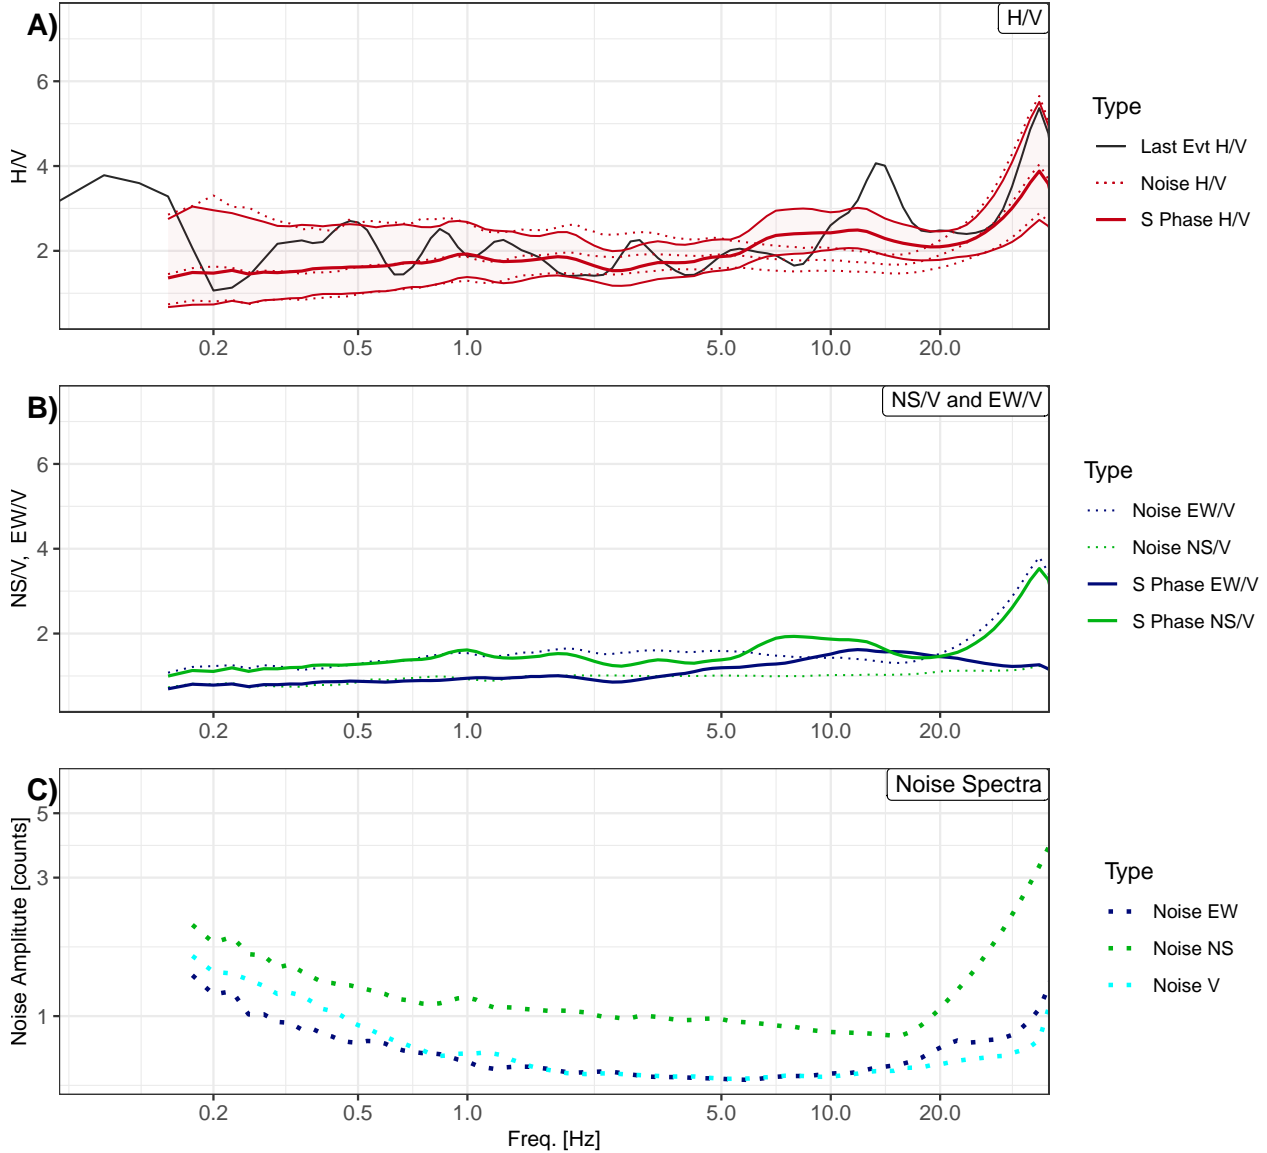 A)
H/V
6
4
2
H/V
0.2 0.5 1.0 5.0 10.0 20.0
Type
Last Evt H/V
Noise H/V
S Phase H/V
B)
NS/V and EW/V
6
4
2
NS/V, EW/V
0.2 0.5 1.0 5.0 10.0 20.0
Type
Noise EW/V
Noise NS/V
S Phase EW/V
S Phase NS/V
C)
Noise Spectra
5
3
1
Noise Amplitute [counts]
0.2 0.5 1.0 5.0 10.0 20.0
Freq. [Hz]
Type
Noise EW
Noise NS
Noise V